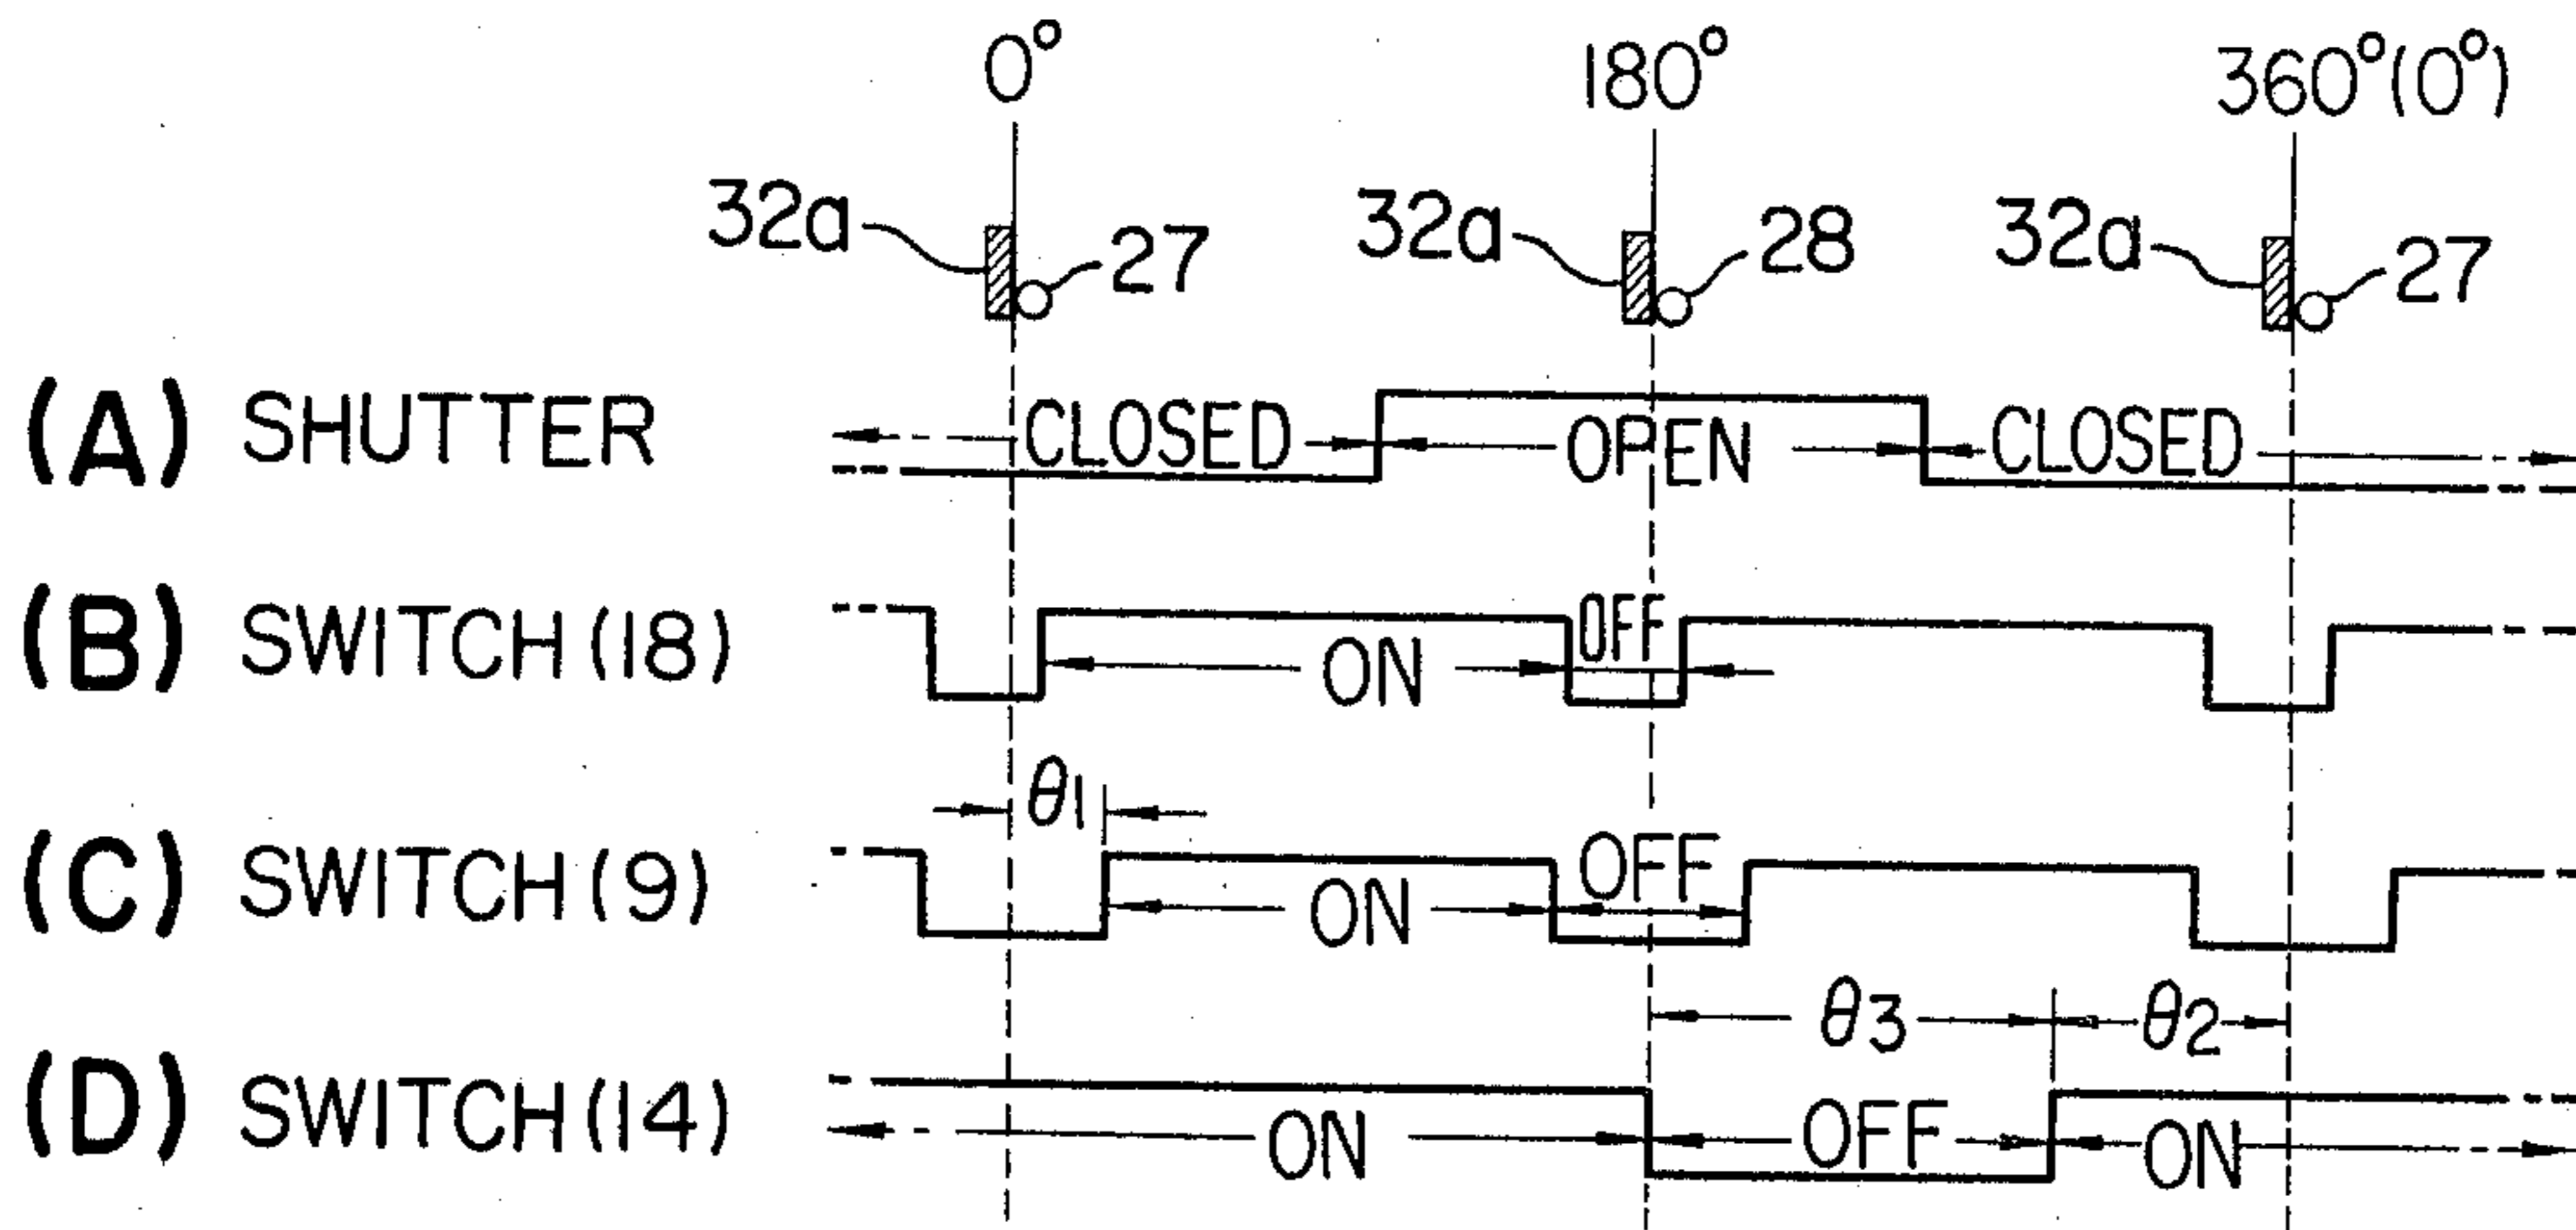 0° 180° 360°(0°)
32a 27 32a 28 32a 27
(A) SHUTTER CLOSED OPEN CLOSED
(B) SWITCH(18) ON OFF
θ1
(C) SWITCH(9) ON OFF
θ3 θ2
(D) SWITCH(14) ON OFF ON